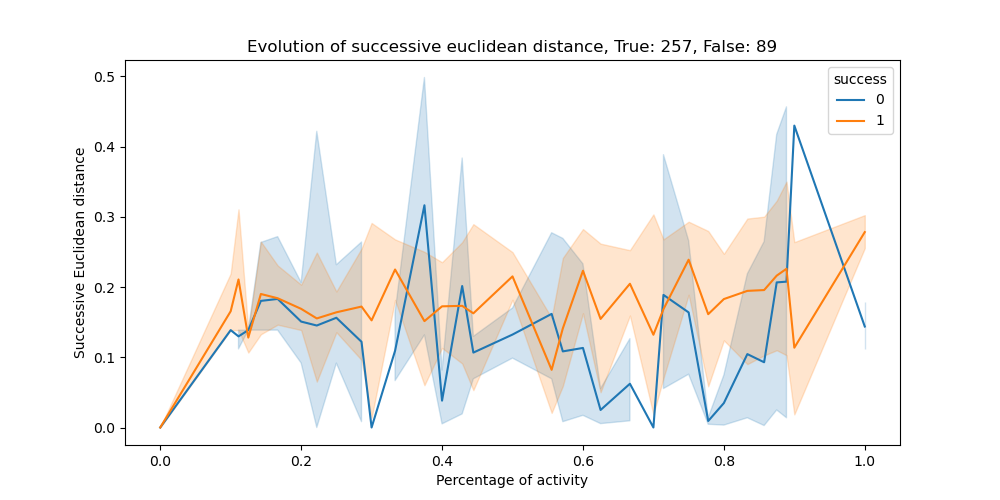 Evolution of successive euclidean distance, True: 257, False: 89
success
0
1
Successive Euclidean distance
0.5
0.4
0.3
0.2
0.1
0.0
0.0 0.2 0.4 0.6 0.8 1.0
Percentage of activity